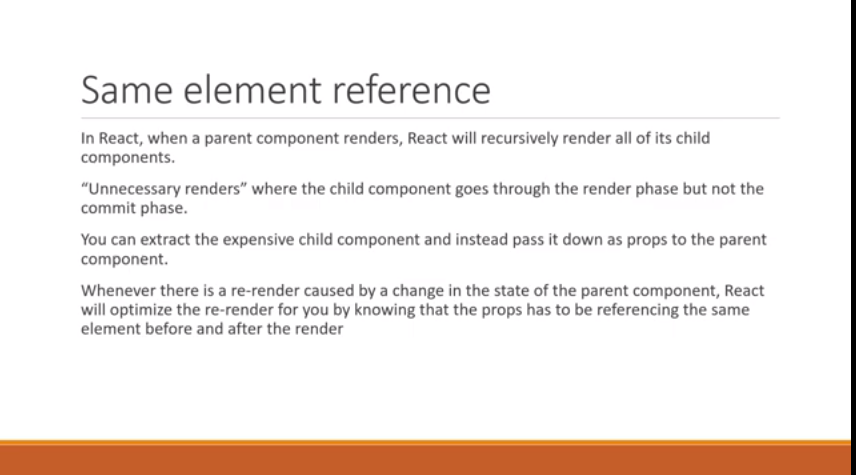 Same element reference
In React, when a parent component renders, React will recursively render all of its child
components.
“Unnecessary renders” where the child component goes through the render phase but not the
commit phase.
You can extract the expensive child component and instead pass it down as props to the parent
component.
Whenever there is a re-render caused by a change in the state of the parent component, React
will optimize the re-render for you by knowing that the props has to be referencing the same
element before and after the render